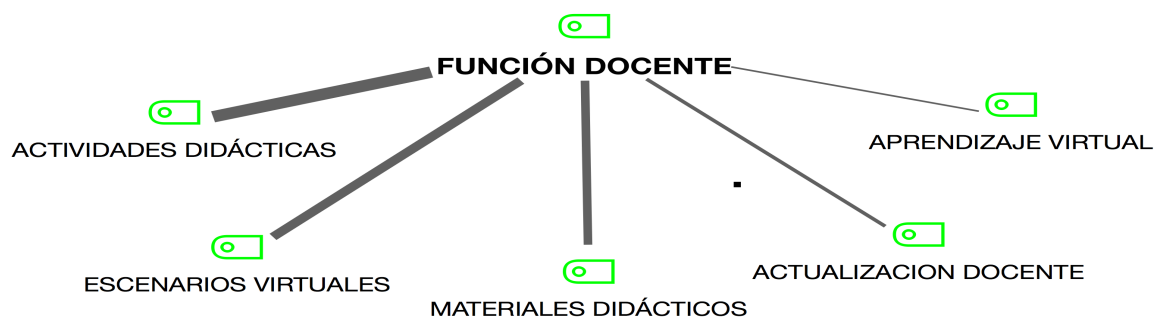 FUNCIÓN DOCENTE
ACTIVIDADES DIDÁCTICAS
APRENDIZAJE VIRTUAL
ESCENARIOS VIRTUALES
MATERIALES DIDÁCTICOS
ACTUALIZACION DOCENTE